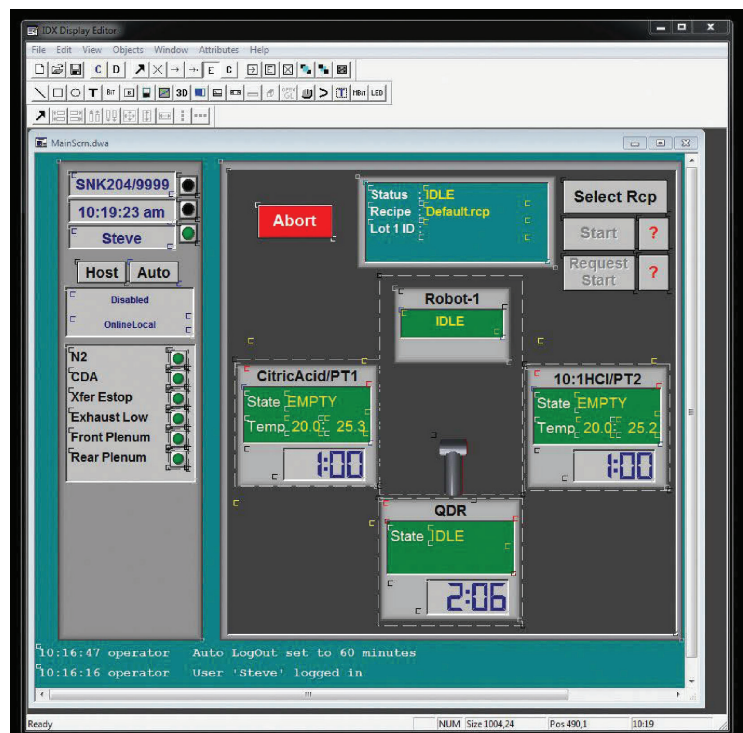 IDX Display Editor
File Edit View Objects Window Attributes Help
C D E C
T BIT 3D HBit LED
MainScrn.dwa
SNK204/9999
10:19:23 am
Steve
Host Auto
Disabled
OnlineLocal
N2
CDA
Xfer Estop
Exhaust Low
Front Plenum
Rear Plenum
Abort
Status IDLE
Recipe Default.rcp
Lot 1 ID
Select Rcp
Start ?
Request
Start ?
Robot-1
IDLE
CitricAcid/PT1
State EMPTY
Temp 20.0 25.3
1:00
10:1HCl/PT2
State EMPTY
Temp 20.0 25.2
1:00
QDR
State IDLE
2:06
10:16:47 operator Auto LogOut set to 60 minutes
10:16:16 operator User 'Steve' logged in
Ready NUM Size 1004,24 Pos 490,1 10:19